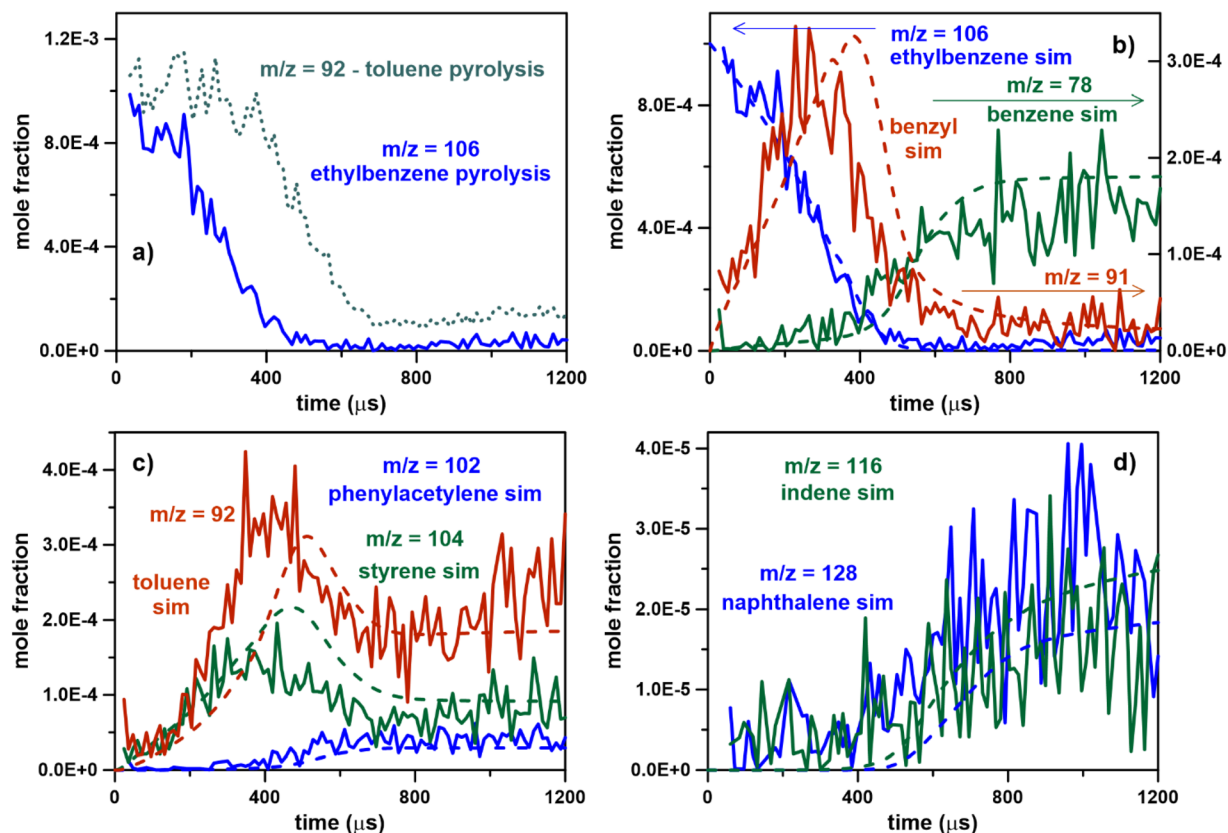 1.2E-3
8.0E-4
4.0E-4
0.0E+0
mole fraction
m/z = 92 - toluene pyrolysis
m/z = 106
ethylbenzene pyrolysis
a)
0
400
800
1200
time (μs)
8.0E-4
4.0E-4
0.0E+0
mole fraction
m/z = 106
ethylbenzene sim
b)
m/z = 78
benzene sim
benzyl
sim
m/z = 91
3.0E-4
2.0E-4
1.0E-4
0.0E+0
0
400
800
1200
time (μs)
4.0E-4
3.0E-4
2.0E-4
1.0E-4
0.0E+0
mole fraction
c)
m/z = 102
phenylacetylene sim
m/z = 92
m/z = 104
styrene sim
toluene
sim
0
400
800
1200
time (μs)
4.0E-5
3.0E-5
2.0E-5
1.0E-5
0.0E+0
mole fraction
m/z = 116
indene sim
d)
m/z = 128
naphthalene sim
0
400
800
1200
time (μs)